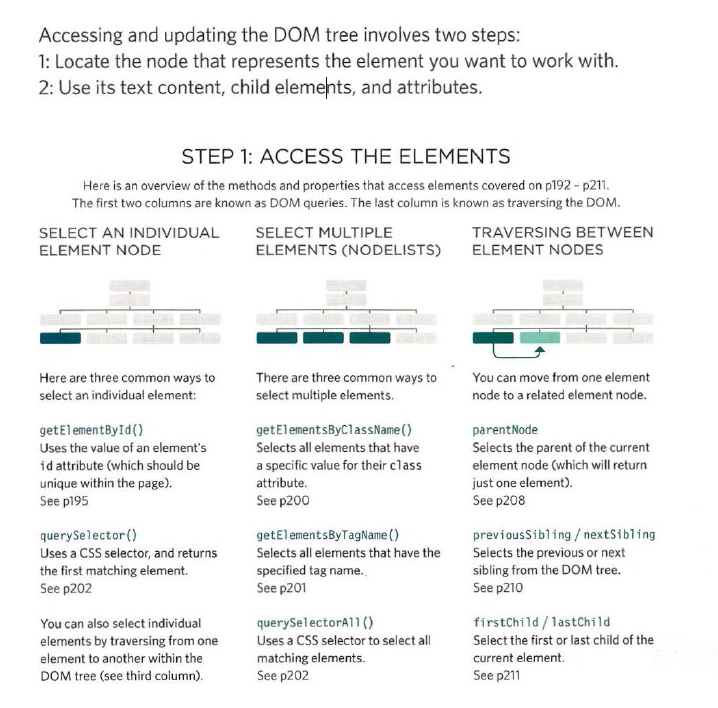 Accessing and updating the DOM tree involves two steps:
1: Locate the node that represents the element you want to work with.
2: Use its text content, child elements, and attributes.
STEP 1: ACCESS THE ELEMENTS
Here is an overview of the methods and properties that access elements covered on p192 – p211.
The first two columns are known as DOM queries. The last column is known as traversing the DOM.
SELECT AN INDIVIDUAL
ELEMENT NODE
Here are three common ways to
select an individual element:
getElementById()
Uses the value of an element's
id attribute (which should be
unique within the page).
See p195
querySelector()
Uses a CSS selector, and returns
the first matching element.
See p202
You can also select individual
elements by traversing from one
element to another within the
DOM tree (see third column).
SELECT MULTIPLE
ELEMENTS (NODELISTS)
There are three common ways to
select multiple elements.
getElementsByClassName()
Selects all elements that have
a specific value for their class
attribute.
See p200
getElementsByTagName()
Selects all elements that have the
specified tag name.
See p201
querySelectorAll()
Uses a CSS selector to select all
matching elements.
See p202
TRAVERSING BETWEEN
ELEMENT NODES
You can move from one element
node to a related element node.
parentNode
Selects the parent of the current
element node (which will return
just one element).
See p208
previousSibling / nextSibling
Selects the previous or next
sibling from the DOM tree.
See p210
firstChild / lastChild
Select the first or last child of the
current element.
See p211